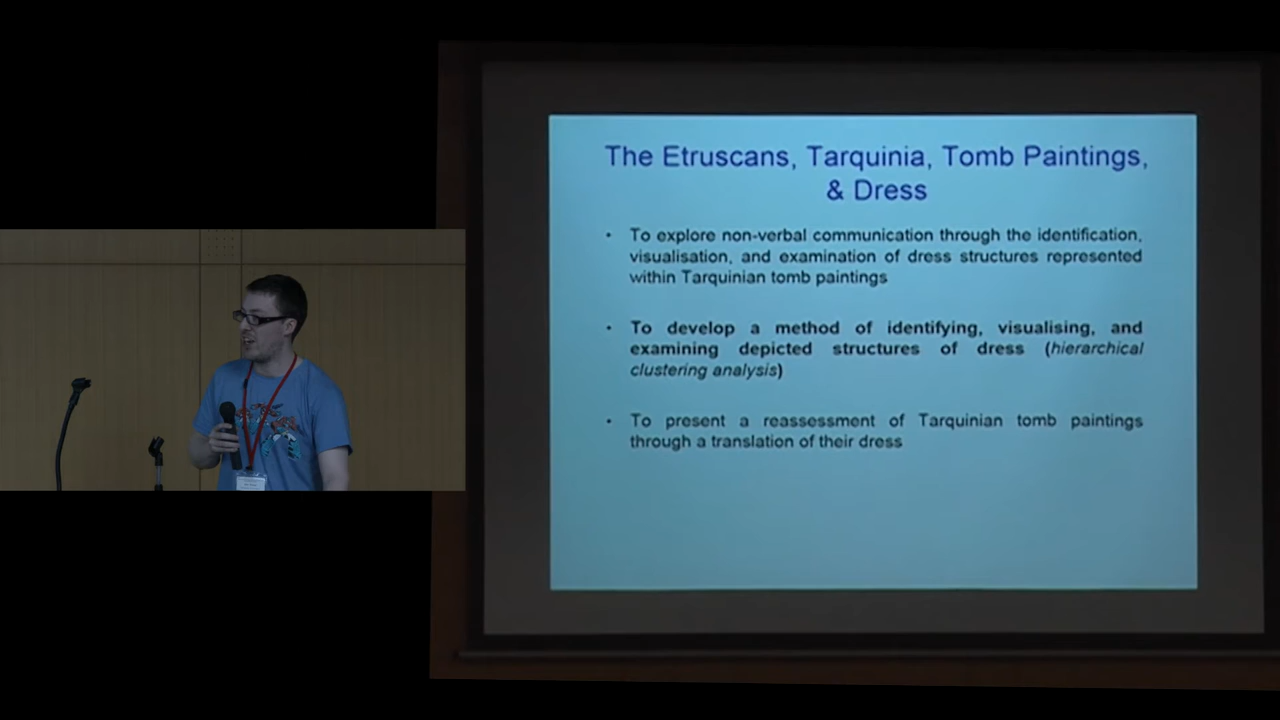 The Etruscans, Tarquinia, Tomb Paintings,
& Dress
• To explore non-verbal communication through the identification,
visualisation, and examination of dress structures represented
within Tarquinian tomb paintings
• To develop a method of identifying, visualising, and
examining depicted structures of dress (hierarchical
clustering analysis)
• To present a reassessment of Tarquinian tomb paintings
through a translation of their dress